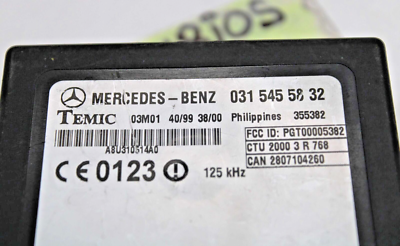 BIOS
MERCEDES-BENZ 031 545 58 32
TEMIC 03M01 40/99 38/00 Philippines 355382
FCC ID: PGT00005382
A8U310514A0
CTU 2000 3 R 768
CE 0123 125 kHz
CAN 2807104260